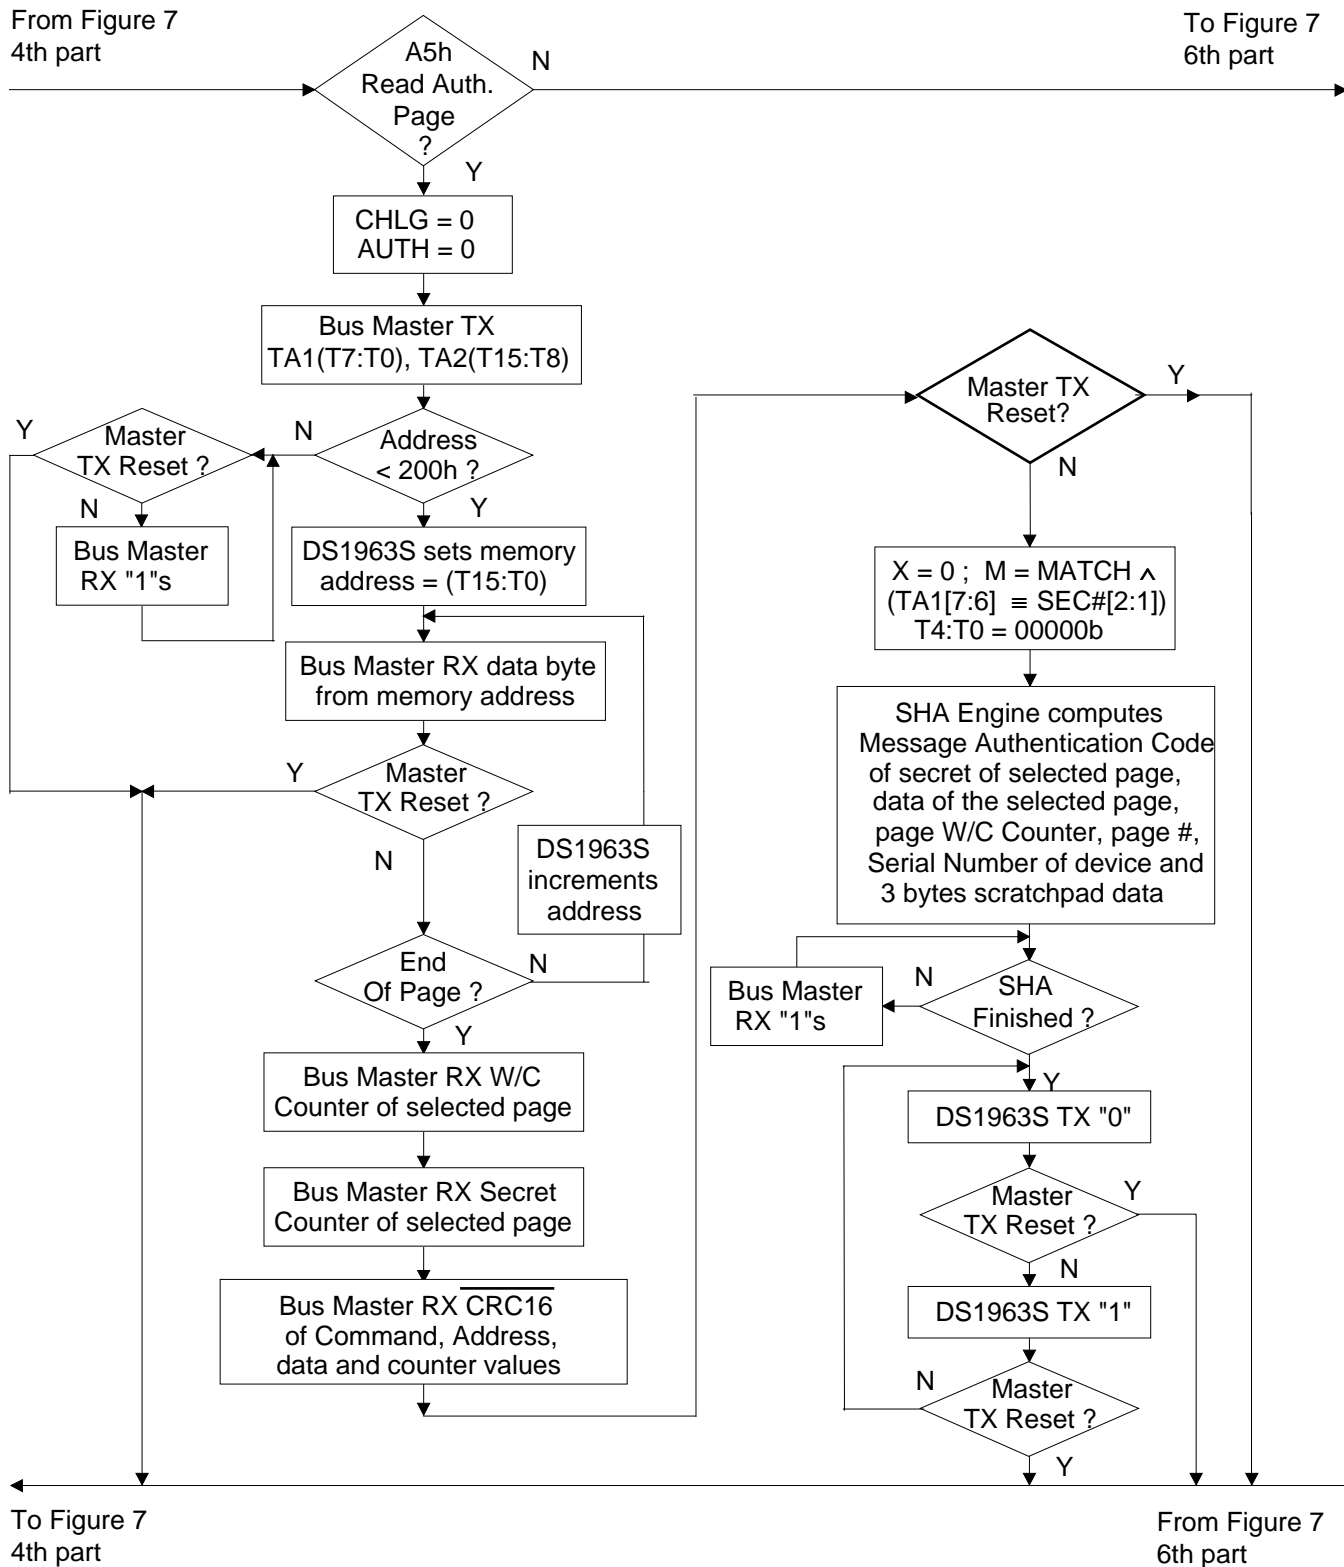 From Figure 7
4th part
To Figure 7
6th part
A5h
Read Auth.
Page
?
N
Y
CHLG = 0
AUTH = 0
Bus Master TX
TA1(T7:T0), TA2(T15:T8)
Address
< 200h ?
N
Y
Master
TX Reset ?
Y
N
Bus Master
RX "1"s
DS1963S sets memory
address = (T15:T0)
Bus Master RX data byte
from memory address
Master
TX Reset ?
Y
N
DS1963S
increments
address
End
Of Page ?
N
Y
Bus Master RX W/C
Counter of selected page
Bus Master RX Secret
Counter of selected page
Bus Master RX C̅R̅C̅1̅6̅
of Command, Address,
data and counter values
Master TX
Reset?
Y
N
X = 0 ; M = MATCH ∧
(TA1[7:6] ≡ SEC#[2:1])
T4:T0 = 00000b
SHA Engine computes
Message Authentication Code
of secret of selected page,
data of the selected page,
page W/C Counter, page #,
Serial Number of device and
3 bytes scratchpad data
SHA
Finished ?
N
Bus Master
RX "1"s
Y
DS1963S TX "0"
Master
TX Reset ?
Y
N
DS1963S TX "1"
Master
TX Reset ?
N
Y
To Figure 7
4th part
From Figure 7
6th part